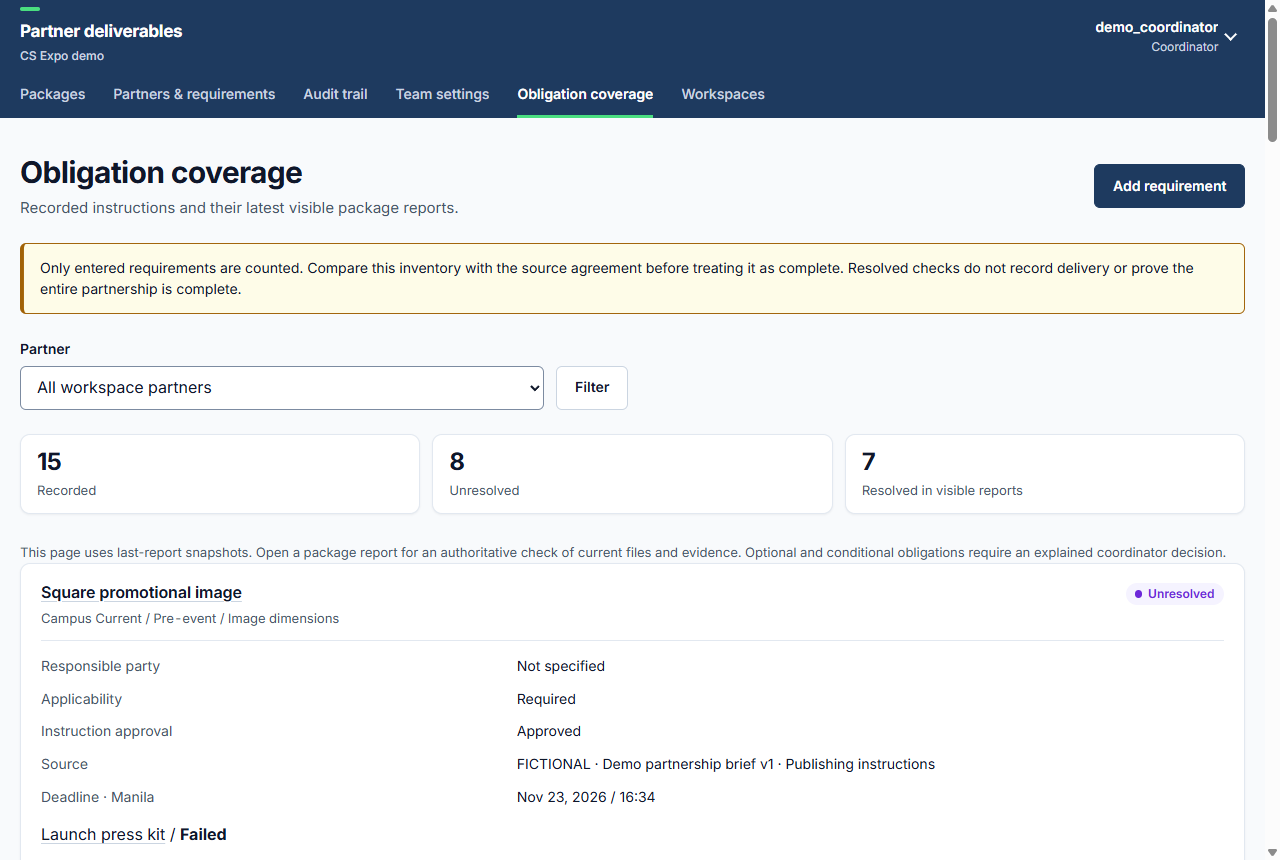 Partner deliverables
CS Expo demo
demo_coordinator
Coordinator
Packages Partners & requirements Audit trail Team settings Obligation coverage Workspaces
Obligation coverage
Recorded instructions and their latest visible package reports.
Add requirement
Only entered requirements are counted. Compare this inventory with the source agreement before treating it as complete. Resolved checks do not record delivery or prove the
entire partnership is complete.
Partner
All workspace partners
Filter
15
Recorded
8
Unresolved
7
Resolved in visible reports
This page uses last-report snapshots. Open a package report for an authoritative check of current files and evidence. Optional and conditional obligations require an explained coordinator decision.
Square promotional image
Unresolved
Campus Current / Pre-event / Image dimensions
Responsible party Not specified
Applicability Required
Instruction approval Approved
Source FICTIONAL · Demo partnership brief v1 · Publishing instructions
Deadline · Manila Nov 23, 2026 / 16:34
Launch press kit / Failed